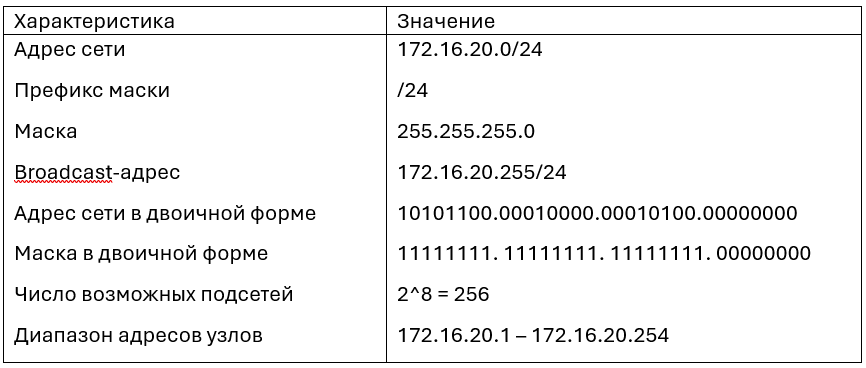 Характеристика Значение
Адрес сети 172.16.20.0/24
Префикс маски /24
Маска 255.255.255.0
Broadcast-адрес 172.16.20.255/24
Адрес сети в двоичной форме 10101100.00010000.00010100.00000000
Маска в двоичной форме 11111111. 11111111. 11111111. 00000000
Число возможных подсетей 2^8 = 256
Диапазон адресов узлов 172.16.20.1 – 172.16.20.254